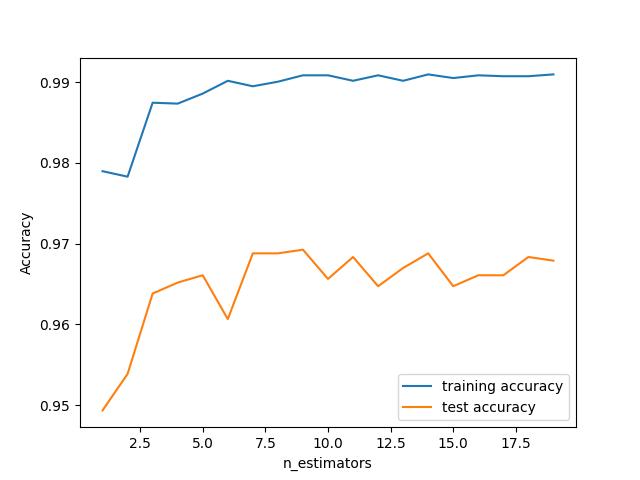 0.99
0.98
0.97
0.96
0.95
Accuracy
2.5 5.0 7.5 10.0 12.5 15.0 17.5
n_estimators
training accuracy
test accuracy